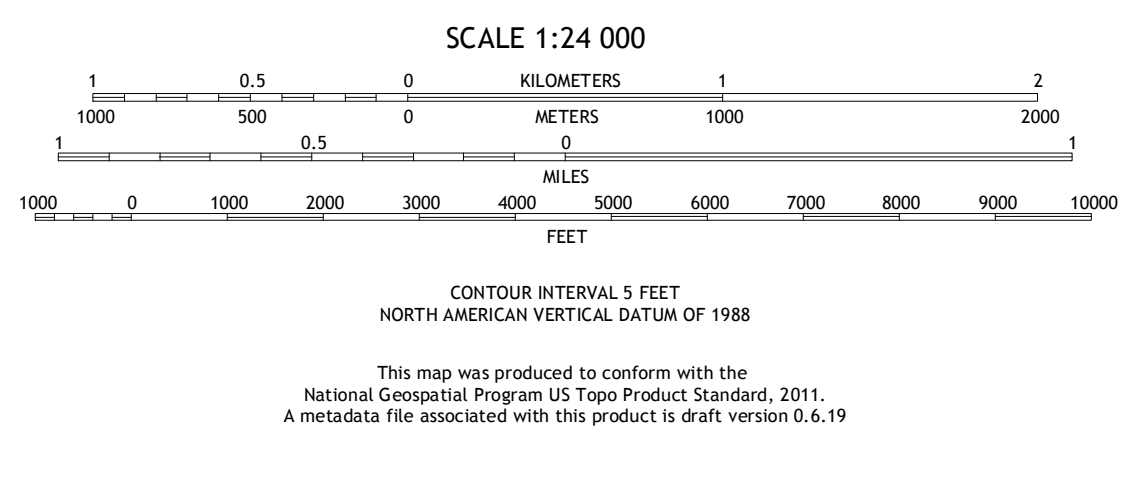 SCALE 1:24 000
1 0.5 0 KILOMETERS 1 2
1000 500 0 METERS 1000 2000
1 0.5 0 1
MILES
1000 0 1000 2000 3000 4000 5000 6000 7000 8000 9000 10000
FEET
CONTOUR INTERVAL 5 FEET
NORTH AMERICAN VERTICAL DATUM OF 1988
This map was produced to conform with the
National Geospatial Program US Topo Product Standard, 2011.
A metadata file associated with this product is draft version 0.6.19